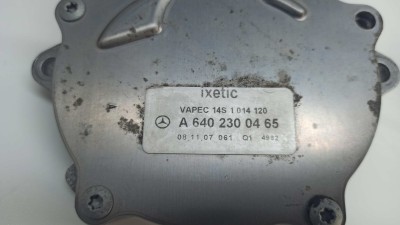 ixetic
VAPEC 14S 1 014 120
A 640 230 04 65
08.11.07 061 Q1